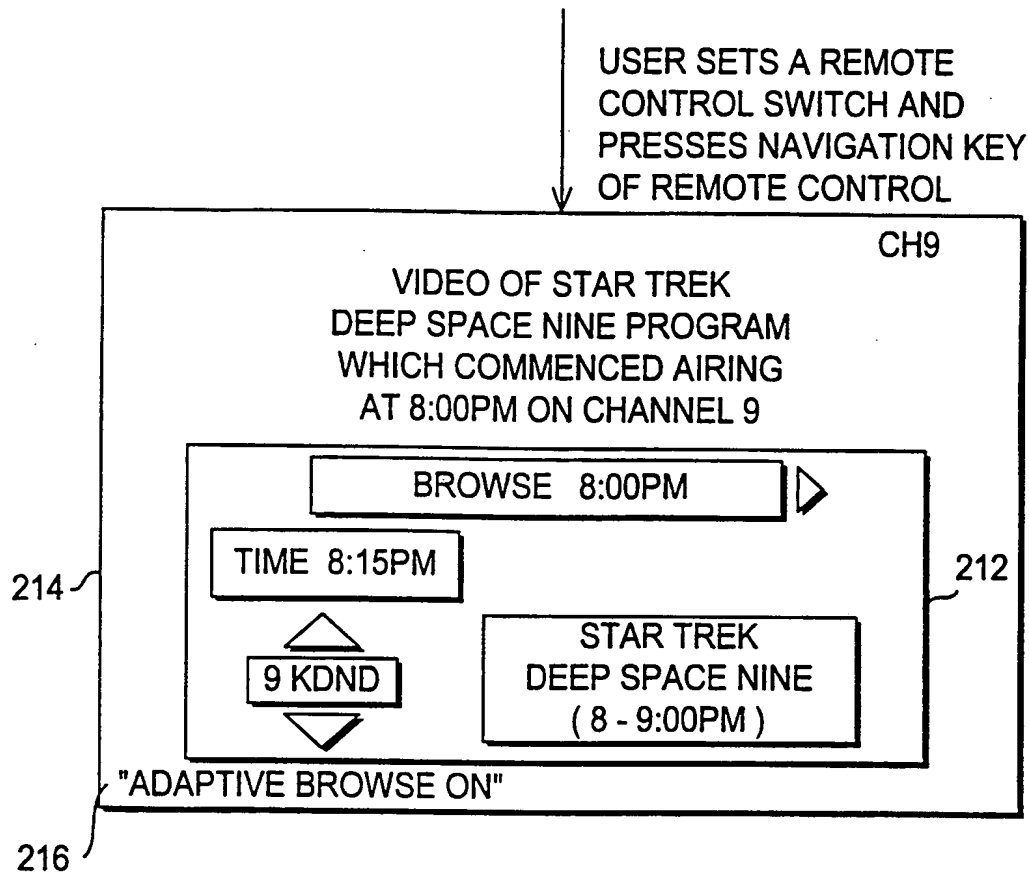 USER SETS A REMOTE
CONTROL SWITCH AND
PRESSES NAVIGATION KEY
OF REMOTE CONTROL
CH9
VIDEO OF STAR TREK
DEEP SPACE NINE PROGRAM
WHICH COMMENCED AIRING
AT 8:00PM ON CHANNEL 9
BROWSE 8:00PM
TIME 8:15PM
214
212
9 KDND
STAR TREK
DEEP SPACE NINE
( 8 - 9:00PM )
"ADAPTIVE BROWSE ON"
216